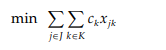 min ∑_{j∈J} ∑_{k∈K} c_k x_{jk}